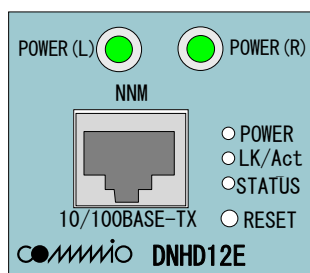 POWER(L)
POWER(R)
NNM
POWER
LK/Act
STATUS
10/100BASE-TX
RESET
commio DNHD12E